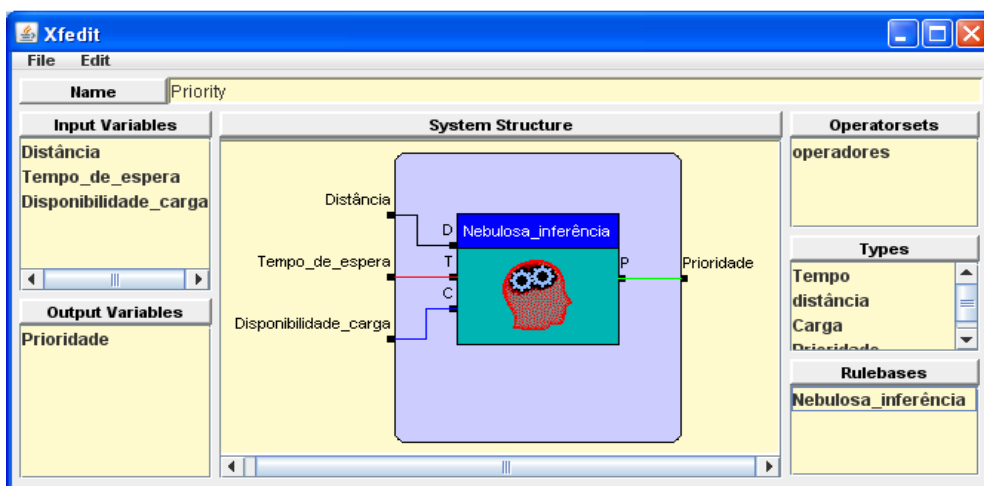 Xfedit
File Edit
Name Priority
Input Variables
Distância
Tempo_de_espera
Disponibilidade_carga
Output Variables
Prioridade
System Structure
Distância
D Nebulosa_inferência
Tempo_de_espera T P Prioridade
C
Disponibilidade_carga
Operatorsets
operadores
Types
Tempo
distância
Carga
Prioridade
Rulebases
Nebulosa_inferência